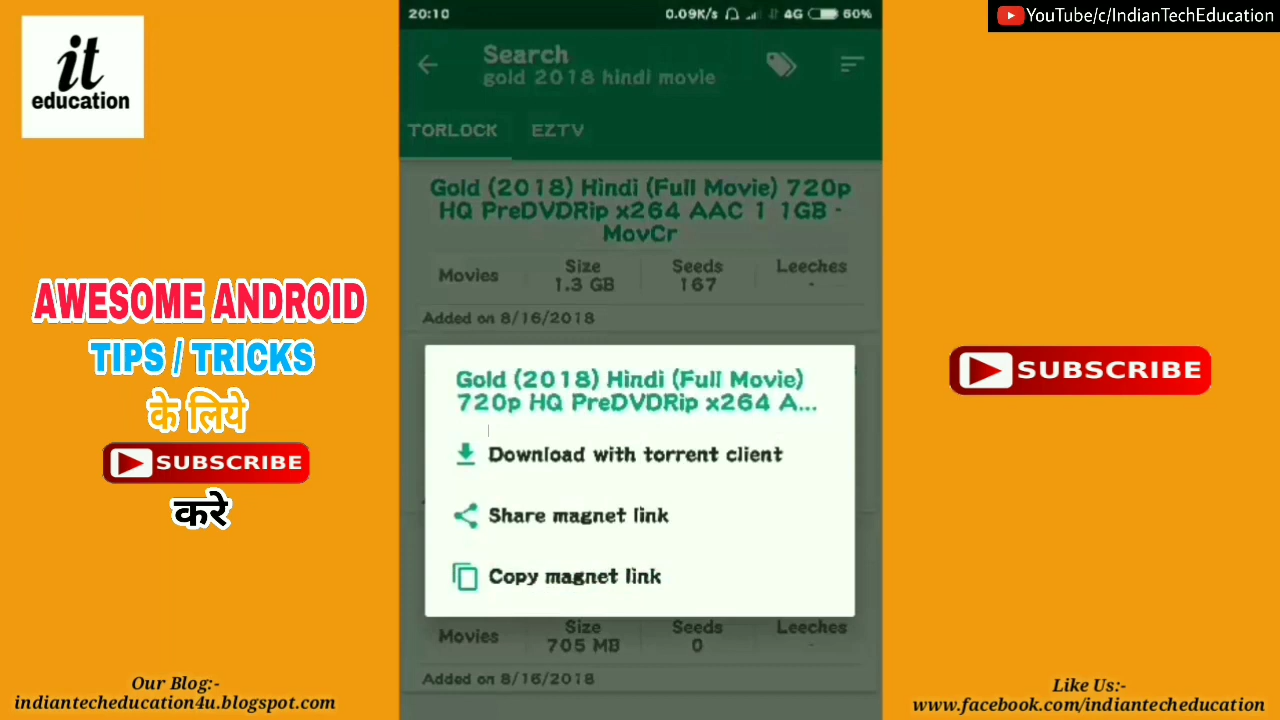 20:10
0.09K/s
4G
60%
YouTube/c/IndianTechEducation
it
education
Search
gold 2018 hindi movie
TORLOCK
EZTV
Gold (2018) Hindi (Full Movie) 720p
HQ PreDVDRip x264 AAC 1 1GB -
MovCr
Movies
Size
1.3 GB
Seeds
167
Leeches
-
Added on 8/16/2018
AWESOME ANDROID
TIPS / TRICKS
के लिये
SUBSCRIBE
करे
Gold (2018) Hindi (Full Movie)
720p HQ PreDVDRip x264 A...
Download with torrent client
Share magnet link
Copy magnet link
SUBSCRIBE
Movies
Size
705 MB
Seeds
0
Leeches
-
Added on 8/16/2018
Our Blog:-
indiantecheducation4u.blogspot.com
Like Us:-
www.facebook.com/indiantecheducation